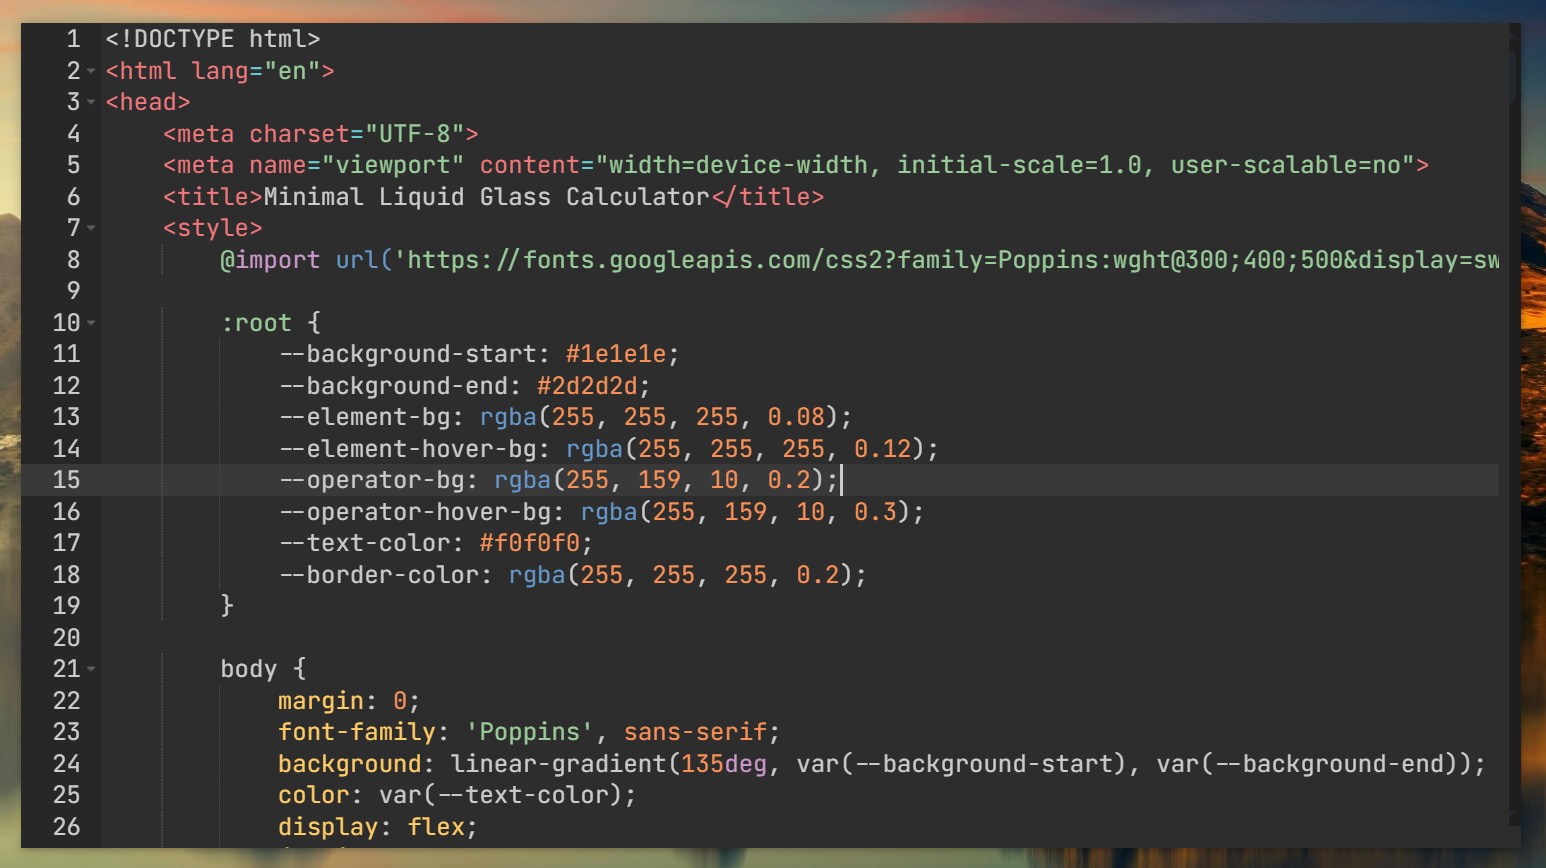 1 <!DOCTYPE html>
2 <html lang="en">
3 <head>
4     <meta charset="UTF-8">
5     <meta name="viewport" content="width=device-width, initial-scale=1.0, user-scalable=no">
6     <title>Minimal Liquid Glass Calculator</title>
7     <style>
8         @import url('https://fonts.googleapis.com/css2?family=Poppins:wght@300;400;500&display=sw
9
10         :root {
11             --background-start: #1e1e1e;
12             --background-end: #2d2d2d;
13             --element-bg: rgba(255, 255, 255, 0.08);
14             --element-hover-bg: rgba(255, 255, 255, 0.12);
15             --operator-bg: rgba(255, 159, 10, 0.2);
16             --operator-hover-bg: rgba(255, 159, 10, 0.3);
17             --text-color: #f0f0f0;
18             --border-color: rgba(255, 255, 255, 0.2);
19         }
20
21         body {
22             margin: 0;
23             font-family: 'Poppins', sans-serif;
24             background: linear-gradient(135deg, var(--background-start), var(--background-end));
25             color: var(--text-color);
26             display: flex;